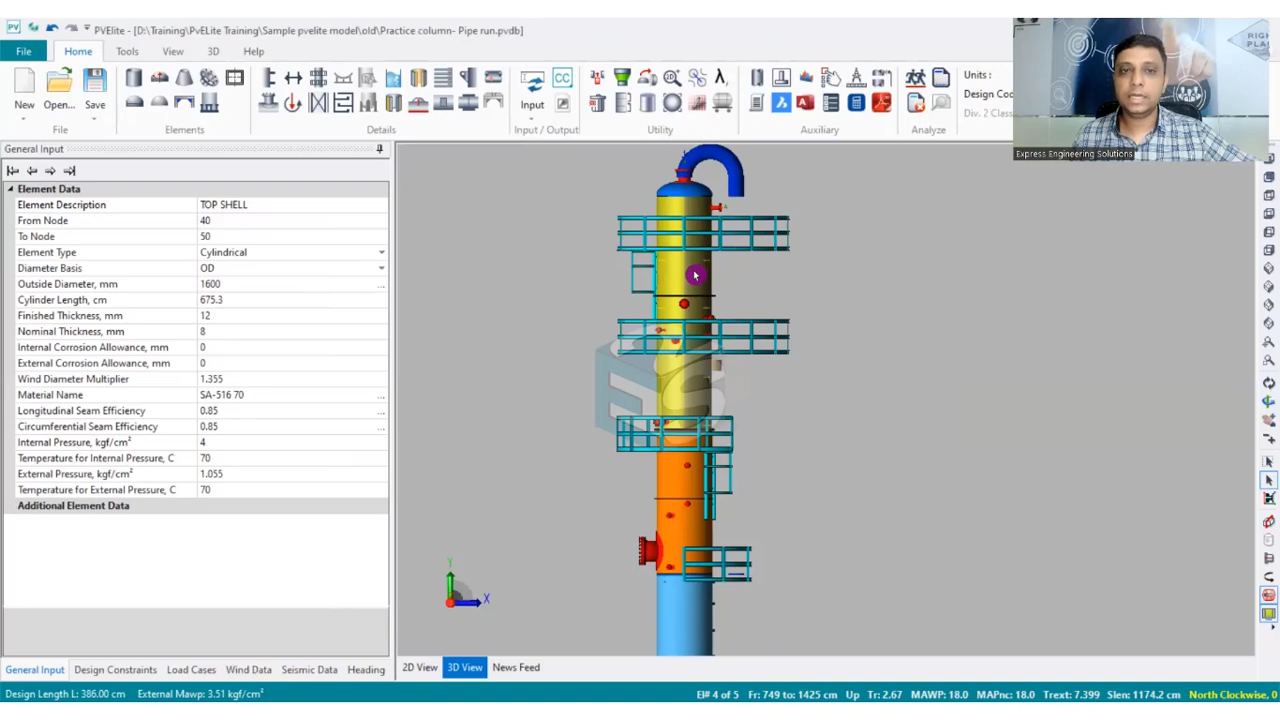 PVElite - [D:\Training\PvELite Training\Sample pvelite model\old\Practice column- Pipe run.pvdb]
File
Home
Tools
View
3D
Help
New
Open...
Save
Input
CC
λ
Units :
Design Cod
Div. 2 Class
File
Elements
Details
Input / Output
Utility
Auxiliary
Analyze
RIGH
PLA
Express Engineering Solutions
General Input
Element Data
Element Description TOP SHELL
From Node 40
To Node 50
Element Type Cylindrical
Diameter Basis OD
Outside Diameter, mm 1600 ...
Cylinder Length, cm 675.3
Finished Thickness, mm 12
Nominal Thickness, mm 8
Internal Corrosion Allowance, mm 0
External Corrosion Allowance, mm 0
Wind Diameter Multiplier 1.355
Material Name SA-516 70 ...
Longitudinal Seam Efficiency 0.85 ...
Circumferential Seam Efficiency 0.85 ...
Internal Pressure, kgf/cm² 4
Temperature for Internal Pressure, C 70
External Pressure, kgf/cm² 1.055
Temperature for External Pressure, C 70
Additional Element Data
EES
Y
X
General Input
Design Constraints
Load Cases
Wind Data
Seismic Data
Heading
2D View
3D View
News Feed
Design Length L: 386.00 cm External Mawp: 3.51 kgf/cm² El# 4 of 5 Fr: 749 to: 1425 cm Up Tr: 2.67 MAWP: 18.0 MAPnc: 18.0 Trext: 7.399 Slen: 1174.2 cm North Clockwise, 0